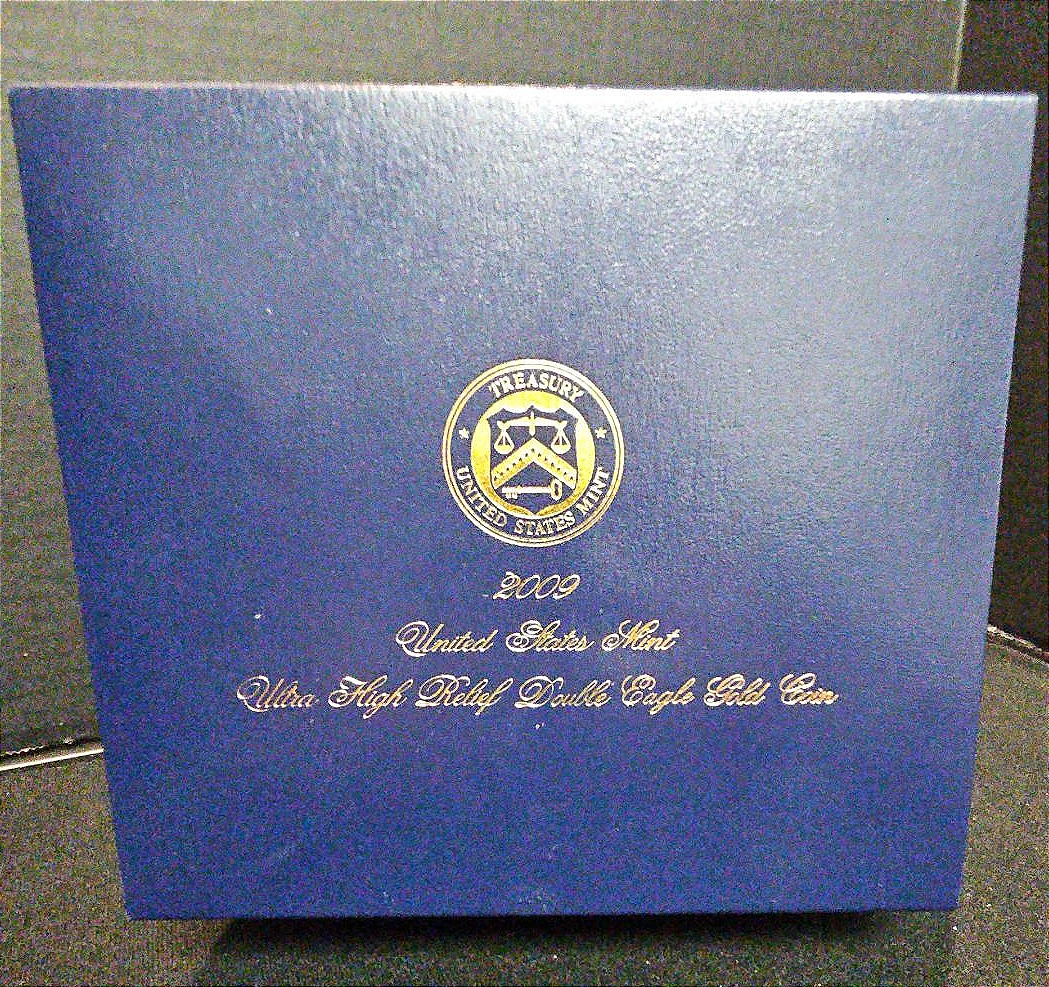 TREASURY
UNITED STATES MINT
2009
United States Mint
Ultra High Relief Double Eagle Gold Coin